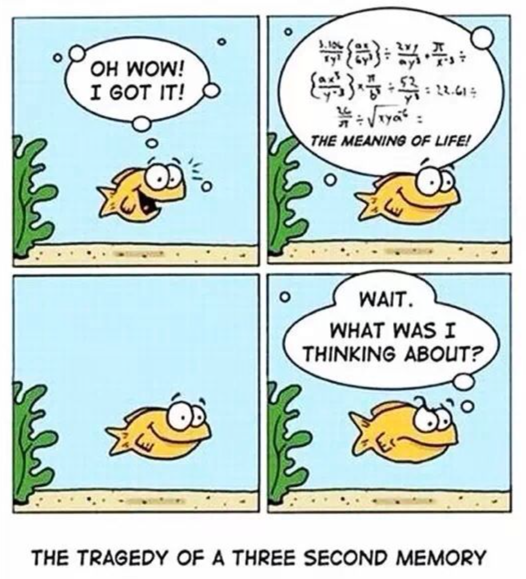 OH WOW!
I GOT IT!
THE MEANING OF LIFE!
WAIT.
WHAT WAS I
THINKING ABOUT?
THE TRAGEDY OF A THREE SECOND MEMORY